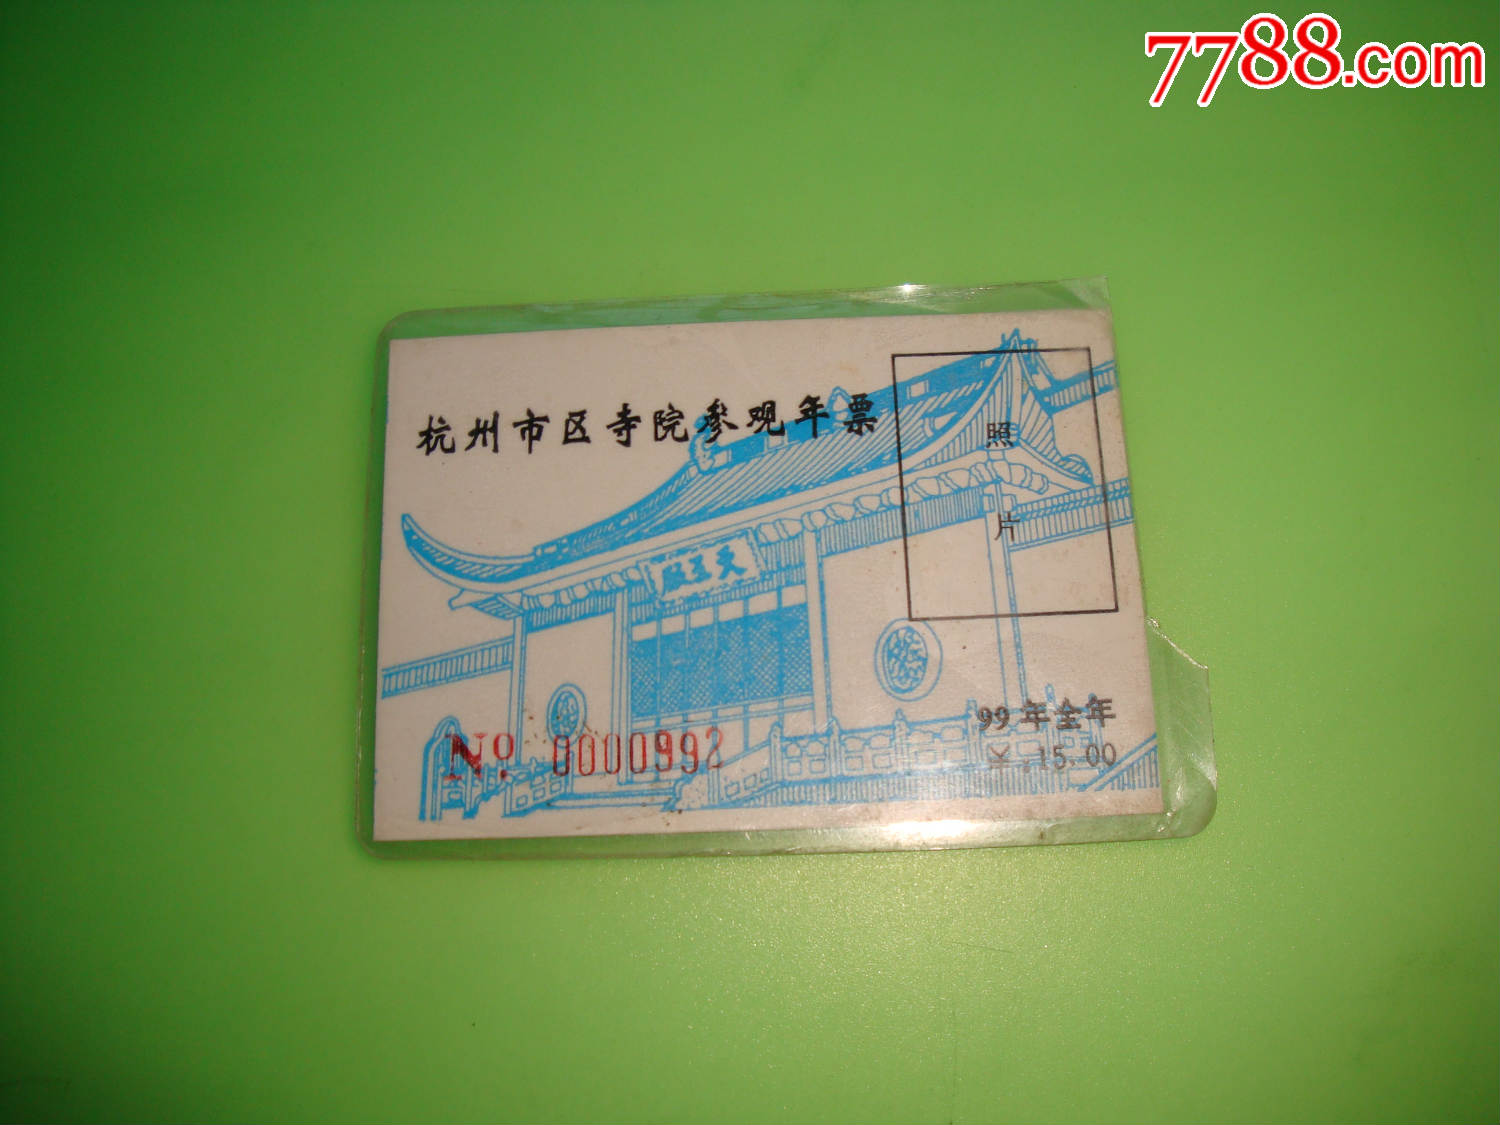 7788.com
杭州市区寺院参观年票
照
片
天王殿
99年全年
№ 0000992
¥.15.00